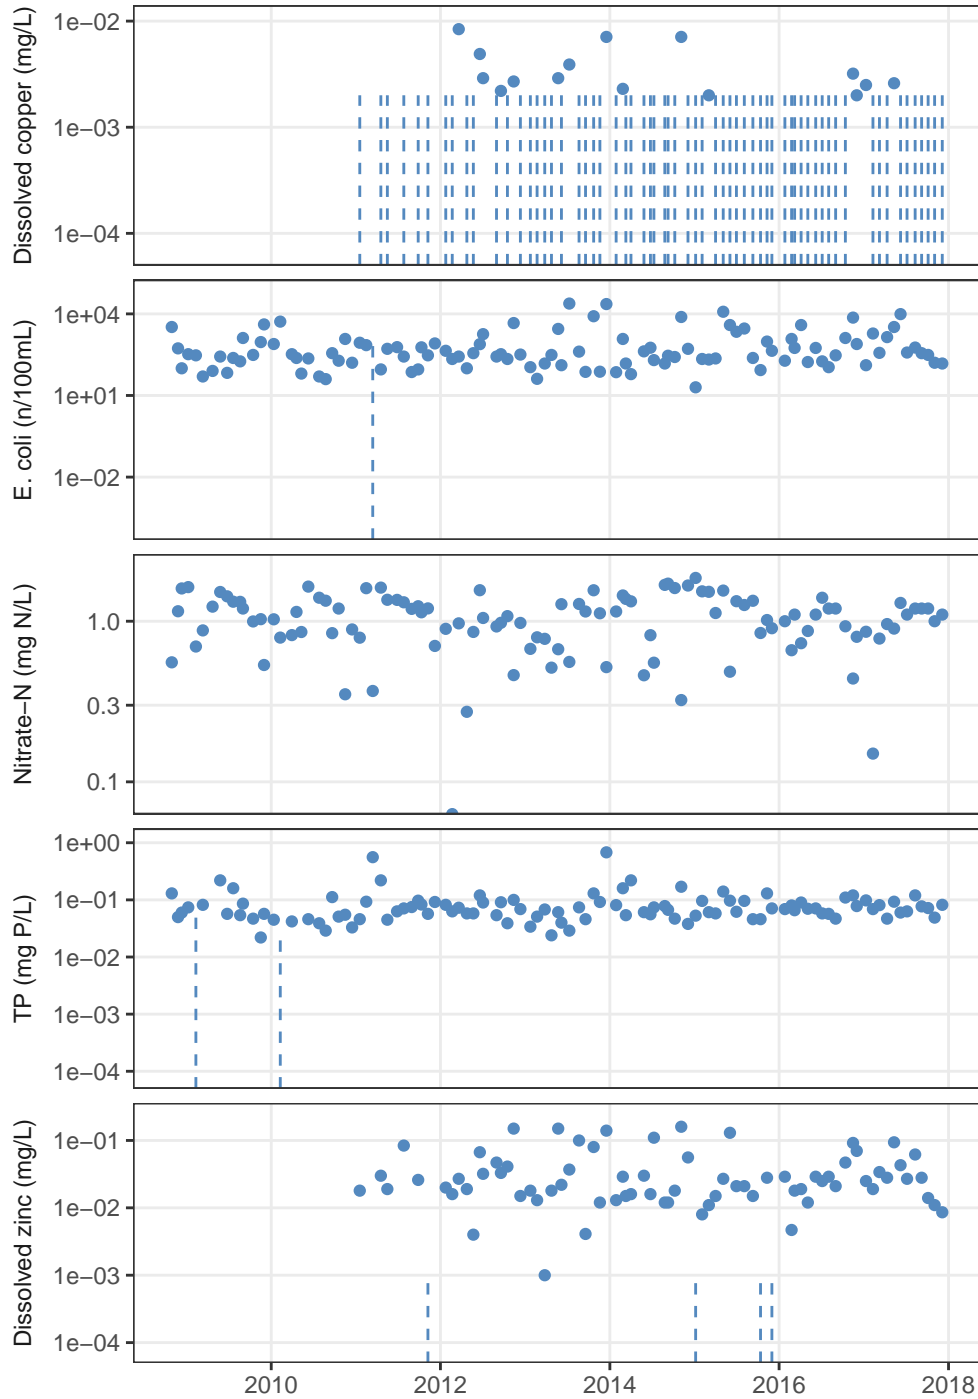 Dissolved copper (mg/L)
1e−02
1e−03
1e−04
E. coli (n/100mL)
1e+04
1e+01
1e−02
Nitrate−N (mg N/L)
1.0
0.3
0.1
TP (mg P/L)
1e+00
1e−01
1e−02
1e−03
1e−04
Dissolved zinc (mg/L)
1e−01
1e−02
1e−03
1e−04
2010 2012 2014 2016 2018